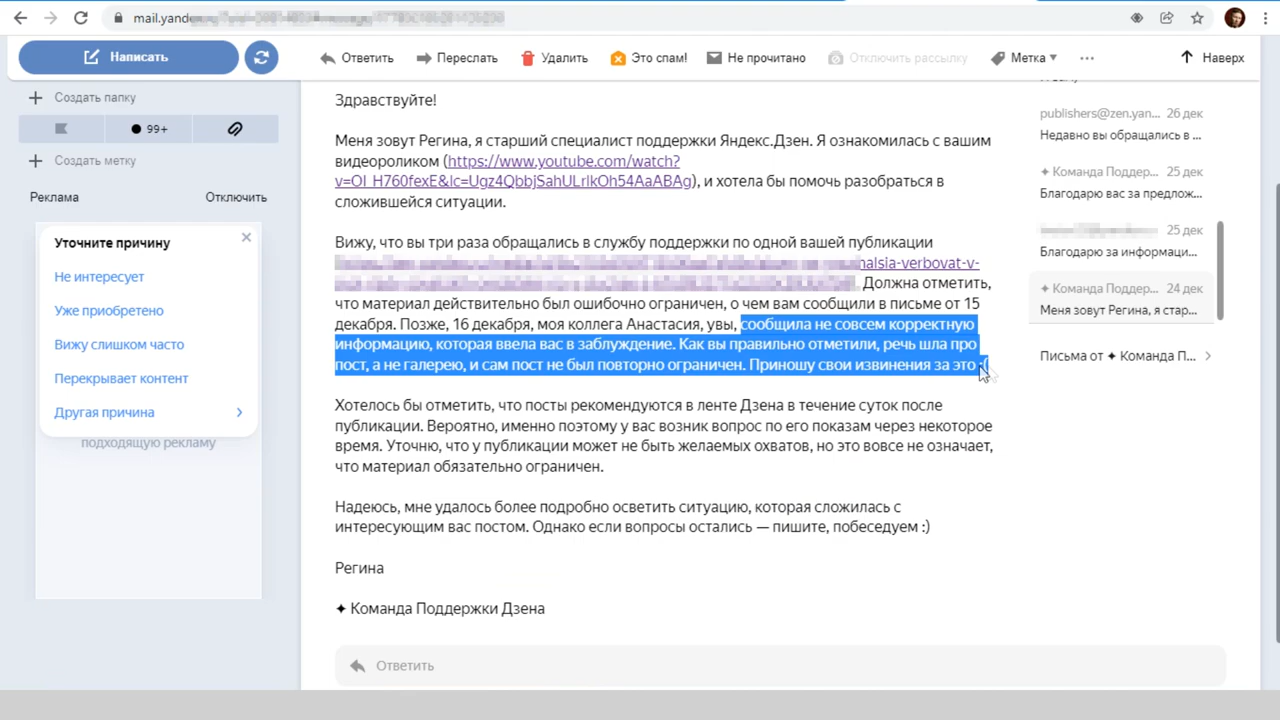 mail.yandex
Написать
Ответить
Переслать
Удалить
Это спам!
Не прочитано
Отключить рассылку
Метка
Наверх
Создать папку
99+
Создать метку
Реклама
Отключить
Уточните причину
Не интересует
Уже приобретено
Вижу слишком часто
Перекрывает контент
Другая причина
подходящую рекламу
Здравствуйте!
Меня зовут Регина, я старший специалист поддержки Яндекс.Дзен. Я ознакомилась с вашим
видеороликом (https://www.youtube.com/watch?
v=OI_H760fexE&lc=Ugz4QbbjSahULrlkOh54AaABAg), и хотела бы помочь разобраться в
сложившейся ситуации.
Вижу, что вы три раза обращались в службу поддержки по одной вашей публикации
nalsia-verbovat-v-
. Должна отметить,
что материал действительно был ошибочно ограничен, о чем вам сообщили в письме от 15
декабря. Позже, 16 декабря, моя коллега Анастасия, увы, сообщила не совсем корректную
информацию, которая ввела вас в заблуждение. Как вы правильно отметили, речь шла про
пост, а не галерею, и сам пост не был повторно ограничен. Приношу свои извинения за это :(
Хотелось бы отметить, что посты рекомендуются в ленте Дзена в течение суток после
публикации. Вероятно, именно поэтому у вас возник вопрос по его показам через некоторое
время. Уточню, что у публикации может не быть желаемых охватов, но это вовсе не означает,
что материал обязательно ограничен.
Надеюсь, мне удалось более подробно осветить ситуацию, которая сложилась с
интересующим вас постом. Однако если вопросы остались — пишите, побеседуем :)
Регина
✦ Команда Поддержки Дзена
Ответить
publishers@zen.yan... 26 дек
Недавно вы обращались в ...
✦ Команда Поддер... 25 дек
Благодарю вас за предлож...
25 дек
Благодарю за информаци...
✦ Команда Поддер... 24 дек
Меня зовут Регина, я стар...
Письма от ✦ Команда П...